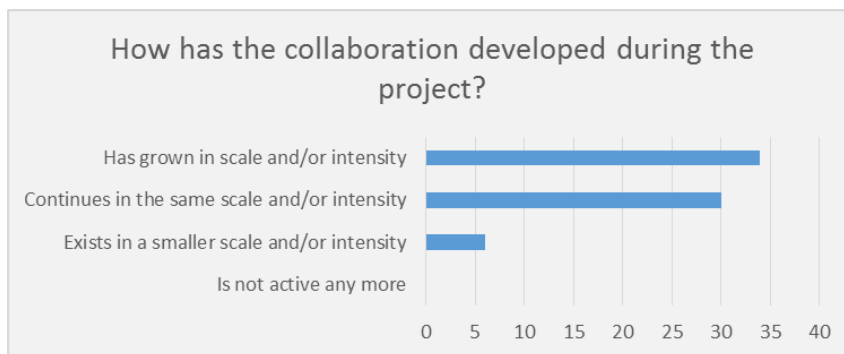 How has the collaboration developed during the
project?
Has grown in scale and/or intensity
Continues in the same scale and/or intensity
Exists in a smaller scale and/or intensity
Is not active any more
0 5 10 15 20 25 30 35 40